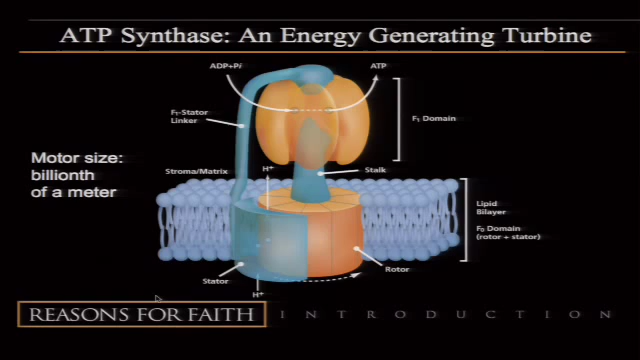 ATP Synthase: An Energy Generating Turbine
ADP+Pi
ATP
F₁-Stator
Linker
F₁ Domain
Motor size:
billionth
of a meter
Stroma/Matrix
H⁺
Stalk
Lipid
Bilayer
F₀ Domain
(rotor + stator)
Stator
Rotor
H⁺
REASONS FOR FAITH
INTRODUCTION